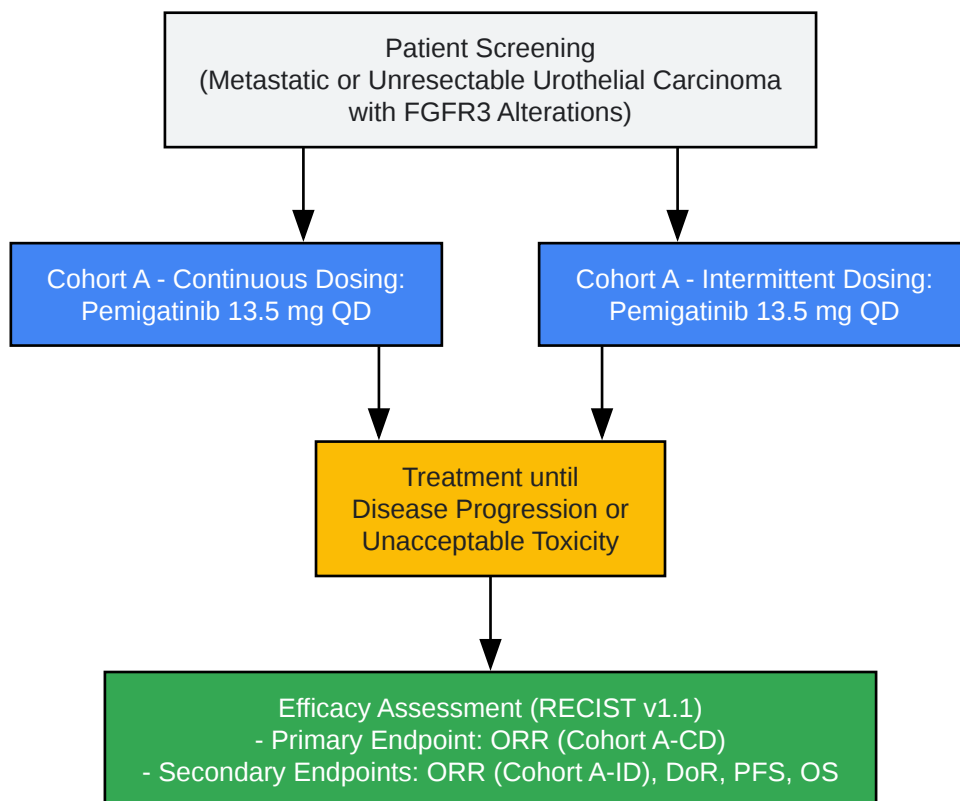 Patient Screening
(Metastatic or Unresectable Urothelial Carcinoma
with FGFR3 Alterations)
Cohort A - Continuous Dosing:
Pemigatinib 13.5 mg QD
Cohort A - Intermittent Dosing:
Pemigatinib 13.5 mg QD
Treatment until
Disease Progression or
Unacceptable Toxicity
Efficacy Assessment (RECIST v1.1)
- Primary Endpoint: ORR (Cohort A-CD)
- Secondary Endpoints: ORR (Cohort A-ID), DoR, PFS, OS